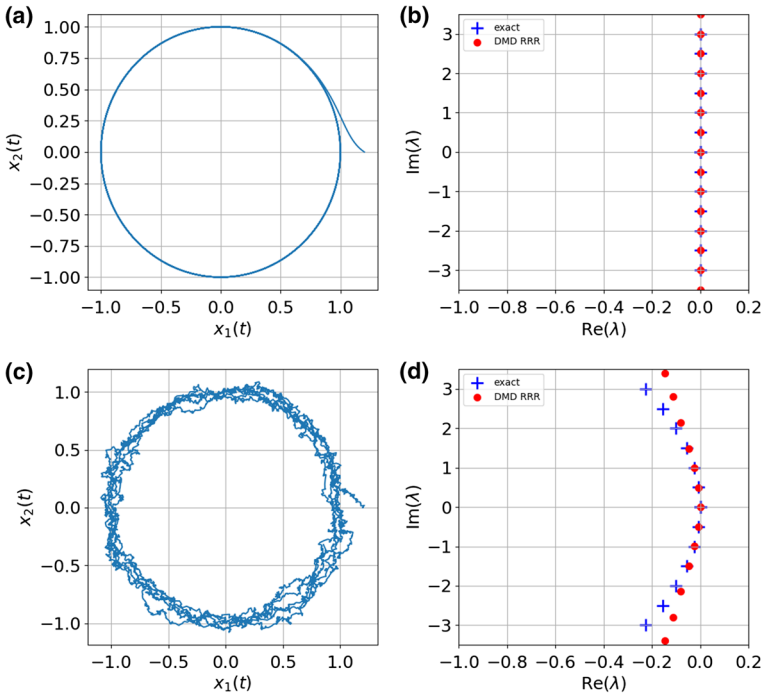 (a)
1.00
0.75
0.50
0.25
0.00
−0.25
−0.50
−0.75
−1.00
x₂(t)
−1.0 −0.5 0.0 0.5 1.0
x₁(t)
(b)
exact
DMD RRR
3
2
1
0
−1
−2
−3
Im(λ)
−1.0 −0.8 −0.6 −0.4 −0.2 0.0 0.2
Re(λ)
(c)
1.0
0.5
0.0
−0.5
−1.0
x₂(t)
−1.0 −0.5 0.0 0.5 1.0
x₁(t)
(d)
exact
DMD RRR
3
2
1
0
−1
−2
−3
Im(λ)
−1.0 −0.8 −0.6 −0.4 −0.2 0.0 0.2
Re(λ)